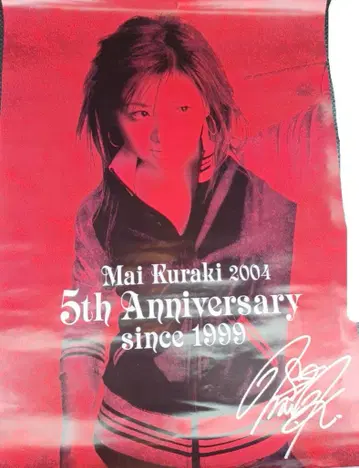 Mai Kuraki 2004
5th Anniversary
since 1999